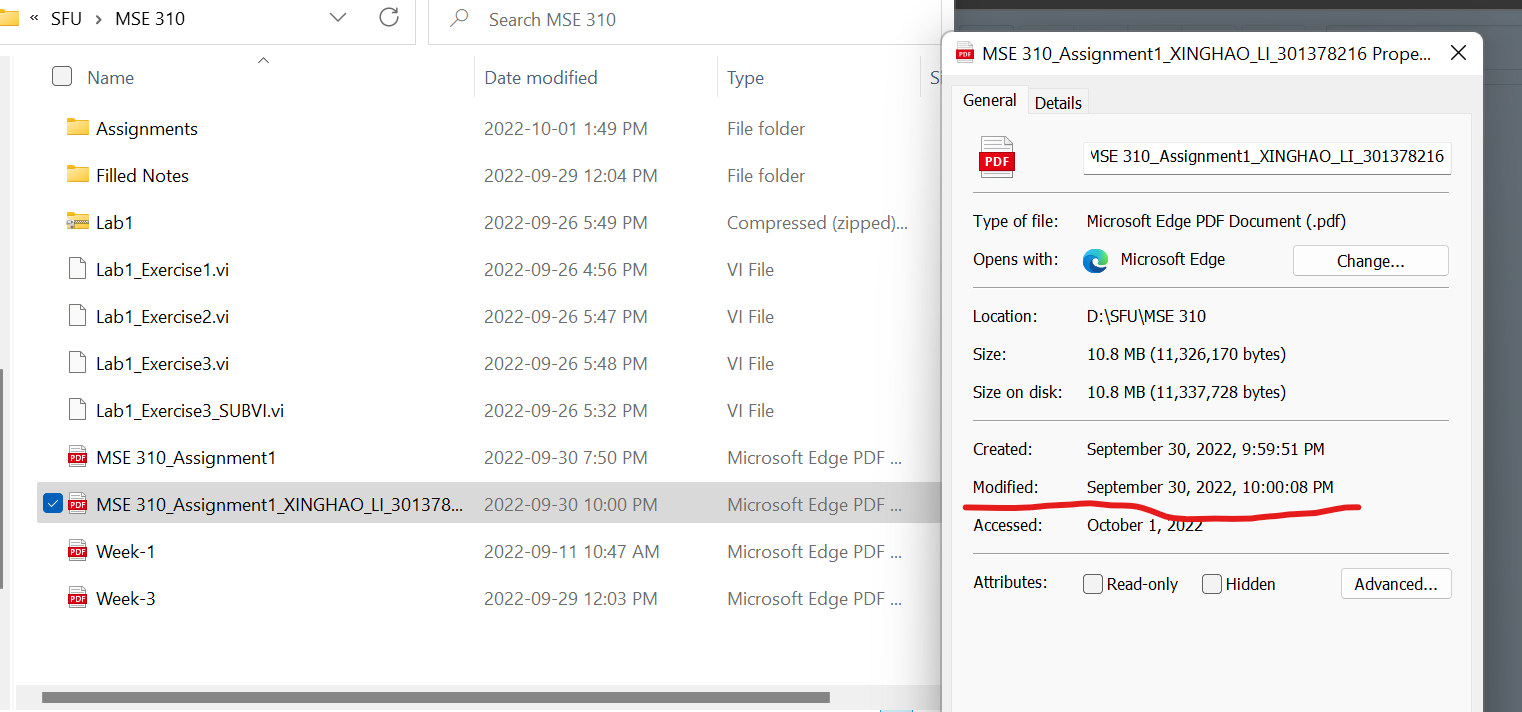 « SFU > MSE 310
Search MSE 310
Name Date modified Type
Assignments 2022-10-01 1:49 PM File folder
Filled Notes 2022-09-29 12:04 PM File folder
Lab1 2022-09-26 5:49 PM Compressed (zipped)...
Lab1_Exercise1.vi 2022-09-26 4:56 PM VI File
Lab1_Exercise2.vi 2022-09-26 5:47 PM VI File
Lab1_Exercise3.vi 2022-09-26 5:48 PM VI File
Lab1_Exercise3_SUBVI.vi 2022-09-26 5:32 PM VI File
PDF MSE 310_Assignment1 2022-09-30 7:50 PM Microsoft Edge PDF ...
PDF MSE 310_Assignment1_XINGHAO_LI_301378... 2022-09-30 10:00 PM Microsoft Edge PDF ...
PDF Week-1 2022-09-11 10:47 AM Microsoft Edge PDF ...
PDF Week-3 2022-09-29 12:03 PM Microsoft Edge PDF ...
PDF MSE 310_Assignment1_XINGHAO_LI_301378216 Prope...
General Details
PDF MSE 310_Assignment1_XINGHAO_LI_301378216
Type of file: Microsoft Edge PDF Document (.pdf)
Opens with: Microsoft Edge Change...
Location: D:\SFU\MSE 310
Size: 10.8 MB (11,326,170 bytes)
Size on disk: 10.8 MB (11,337,728 bytes)
Created: September 30, 2022, 9:59:51 PM
Modified: September 30, 2022, 10:00:08 PM
Accessed: October 1, 2022
Attributes: Read-only Hidden Advanced...